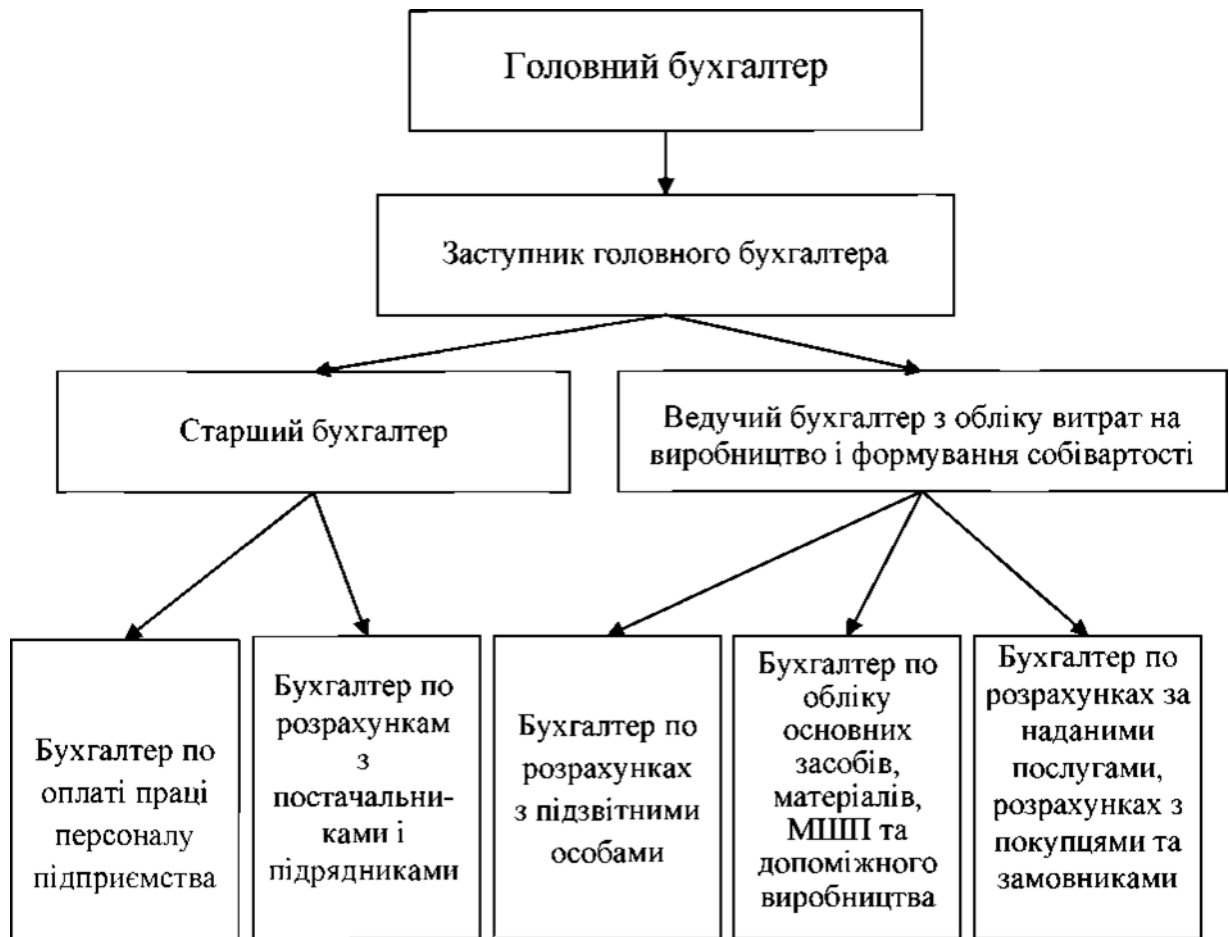 Головний бухгалтер
Заступник головного бухгалтера
Старший бухгалтер
Ведучий бухгалтер з обліку витрат на
виробництво і формування собівартості
Бухгалтер по
оплаті праці
персоналу
підприємства
Бухгалтер по
розрахункам
з
постачальни-
ками і
підрядниками
Бухгалтер по
розрахунках
з підзвітними
особами
Бухгалтер по
обліку
основних
засобів,
матеріалів,
МШП та
допоміжного
виробництва
Бухгалтер по
розрахунках за
наданими
послугами,
розрахунках з
покупцями та
замовниками